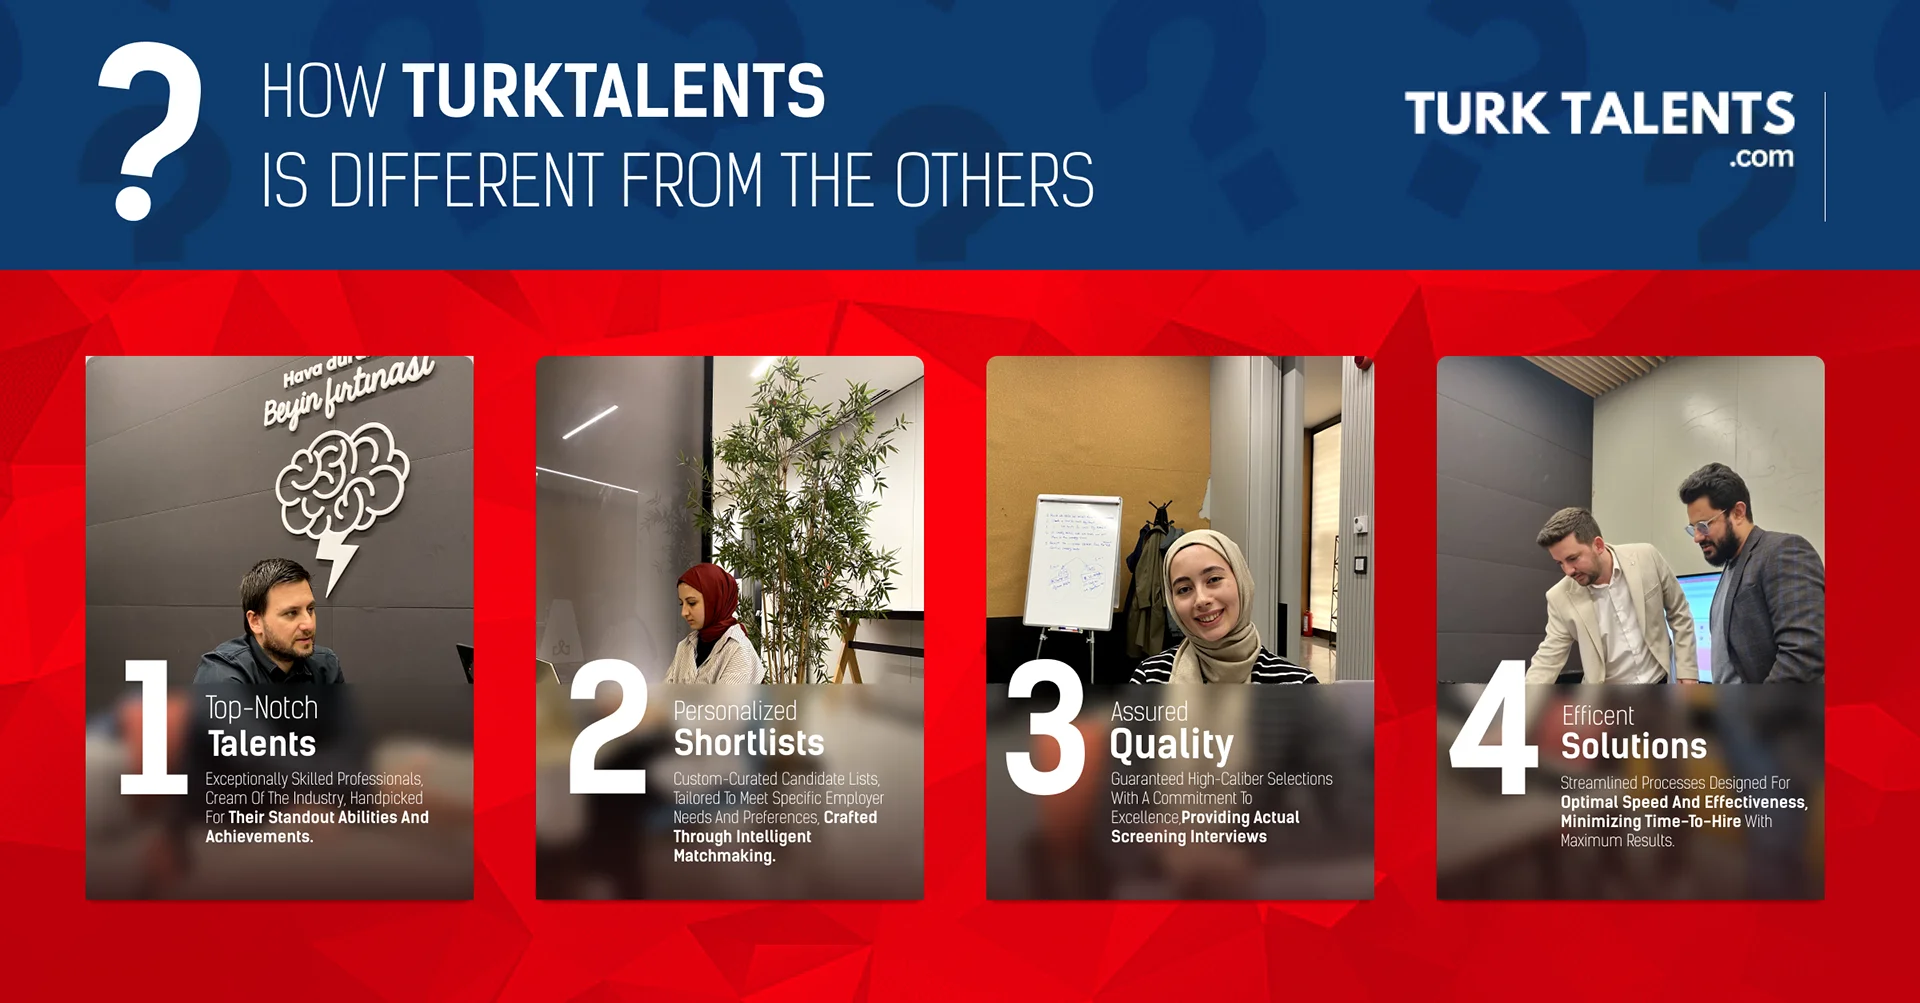 ?
HOW TURKTALENTS
IS DIFFERENT FROM THE OTHERS
TURK TALENTS
.com
Hava
Beyin fırtınası
1
Top-Notch
Talents
Exceptionally Skilled Professionals,
Cream Of The Industry, Handpicked
For Their Standout Abilities And
Achievements.
2
Personalized
Shortlists
Custom-Curated Candidate Lists,
Tailored To Meet Specific Employer
Needs And Preferences, Crafted
Through Intelligent
Matchmaking.
3
Assured
Quality
Guaranteed High-Caliber Selections
With A Commitment To
Excellence,Providing Actual
Screening Interviews
4
Efficent
Solutions
Streamlined Processes Designed For
Optimal Speed And Effectiveness,
Minimizing Time-To-Hire With
Maximum Results.